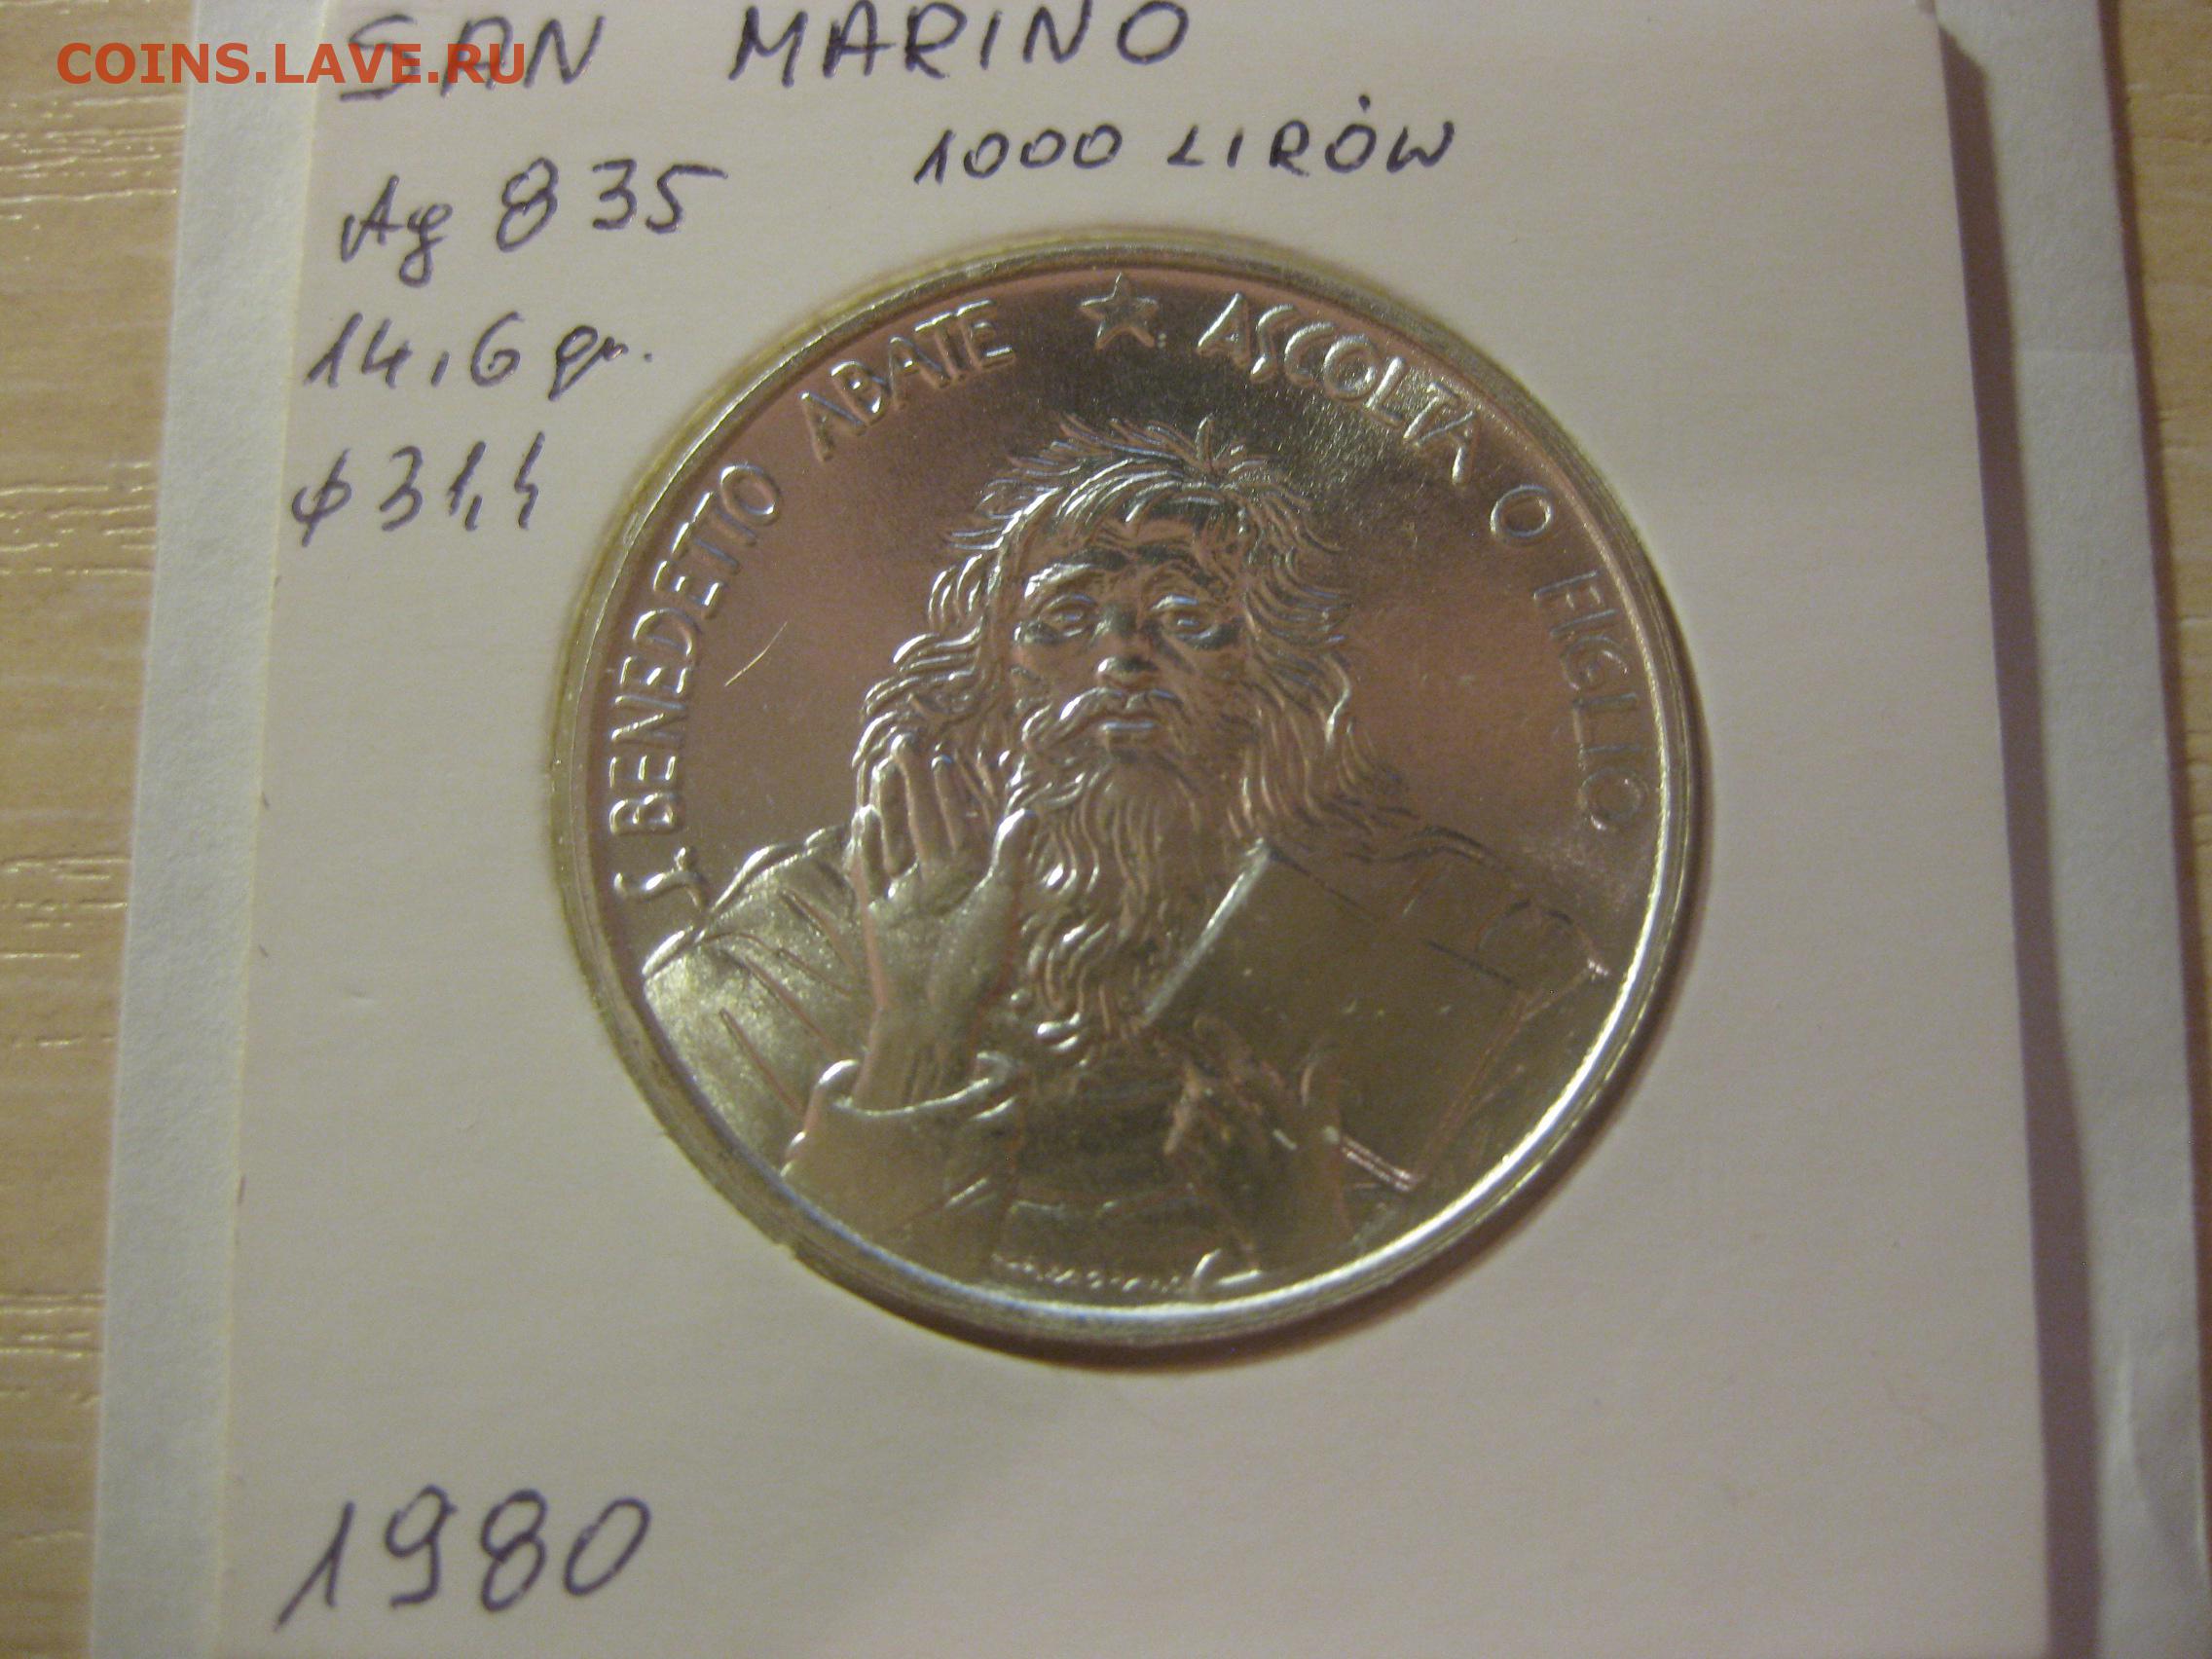 COINS.LAVE.RU
SAN MARINO
1000 LIRÓW
Ag 835
14,6 gr.
ϕ 31,4
S. BENEDETTO ABATE ★ ASCOLTA O FIGLIO
1980